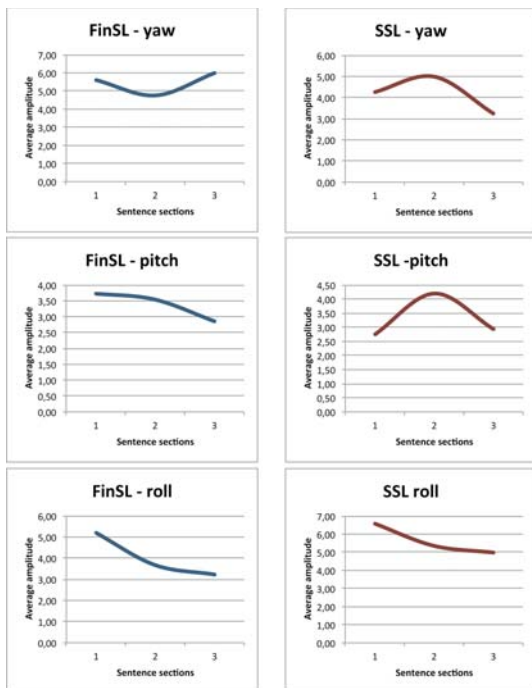 FinSL - yaw
7,00
6,00
5,00
4,00
3,00
2,00
1,00
0,00
Average amplitude
1 2 3
Sentence sections
SSL - yaw
6,00
5,00
4,00
3,00
2,00
1,00
0,00
Average amplitude
1 2 3
Sentence sections
FinSL - pitch
4,00
3,50
3,00
2,50
2,00
1,50
1,00
0,50
0,00
Average amplitude
1 2 3
Sentence sections
SSL -pitch
4,50
4,00
3,50
3,00
2,50
2,00
1,50
1,00
0,50
0,00
Average amplitude
1 2 3
Sentence sections
FinSL - roll
6,00
5,00
4,00
3,00
2,00
1,00
0,00
Average amplitude
1 2 3
Sentence sections
SSL roll
7,00
6,00
5,00
4,00
3,00
2,00
1,00
0,00
Average amplitude
1 2 3
Sentence sections